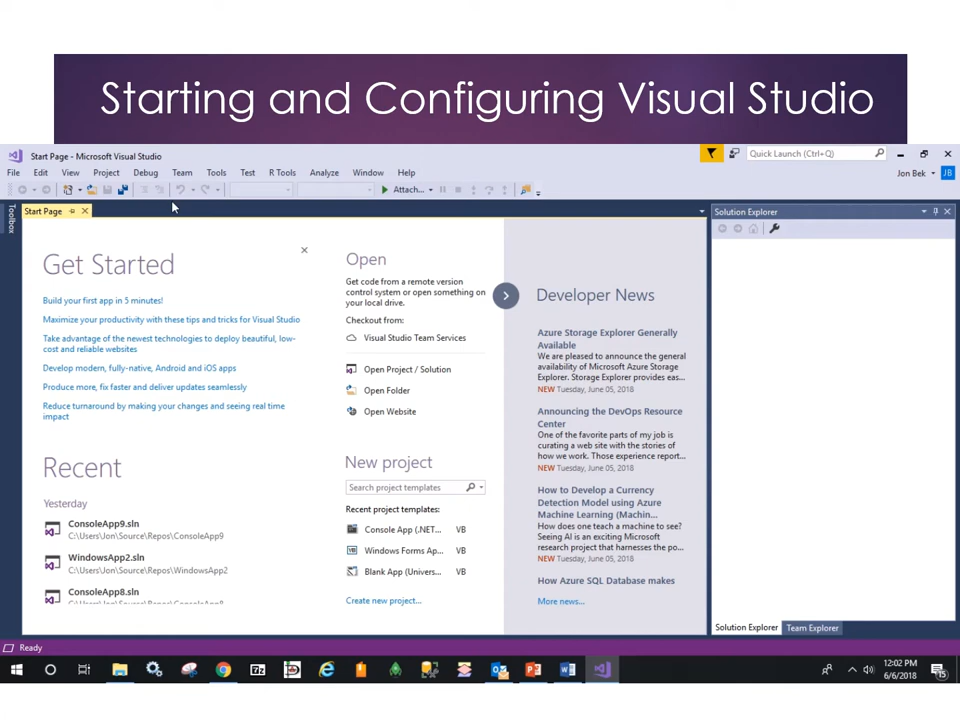 Starting and Configuring Visual Studio
Start Page - Microsoft Visual Studio
Quick Launch (Ctrl+Q)
File Edit View Project Debug Team Tools Test R Tools Analyze Window Help
Jon Bek JB
Attach...
Toolbox
Start Page
Get Started
Build your first app in 5 minutes!
Maximize your productivity with these tips and tricks for Visual Studio
Take advantage of the newest technologies to deploy beautiful, low-
cost and reliable websites
Develop modern, fully-native, Android and iOS apps
Produce more, fix faster and deliver updates seamlessly
Reduce turnaround by making your changes and seeing real time
impact
Recent
Yesterday
ConsoleApp9.sln
C:\Users\Jon\Source\Repos\ConsoleApp9
WindowsApp2.sln
C:\Users\Jon\Source\Repos\WindowsApp2
ConsoleApp8.sln
C:\Users\Jon\Source\Repos\ConsoleApp8
Open
Get code from a remote version
control system or open something on
your local drive.
Checkout from:
Visual Studio Team Services
Open Project / Solution
Open Folder
Open Website
New project
Search project templates
Recent project templates:
Console App (.NET... VB
Windows Forms Ap... VB
Blank App (Univers... VB
Create new project...
Developer News
Azure Storage Explorer Generally
Available
We are pleased to announce the general
availability of Microsoft Azure Storage
Explorer. Storage Explorer provides eas...
NEW Tuesday, June 05, 2018
Announcing the DevOps Resource
Center
One of the favorite parts of my job is
curating a web site with the stories of
how we work. Those experience report...
NEW Tuesday, June 05, 2018
How to Develop a Currency
Detection Model using Azure
Machine Learning (Machin...
How does one teach a machine to see?
Seeing AI is an exciting Microsoft
research project that harnesses the po...
NEW Tuesday, June 05, 2018
How Azure SQL Database makes
More news...
Solution Explorer
Solution Explorer Team Explorer
Ready
12:02 PM
6/6/2018
15